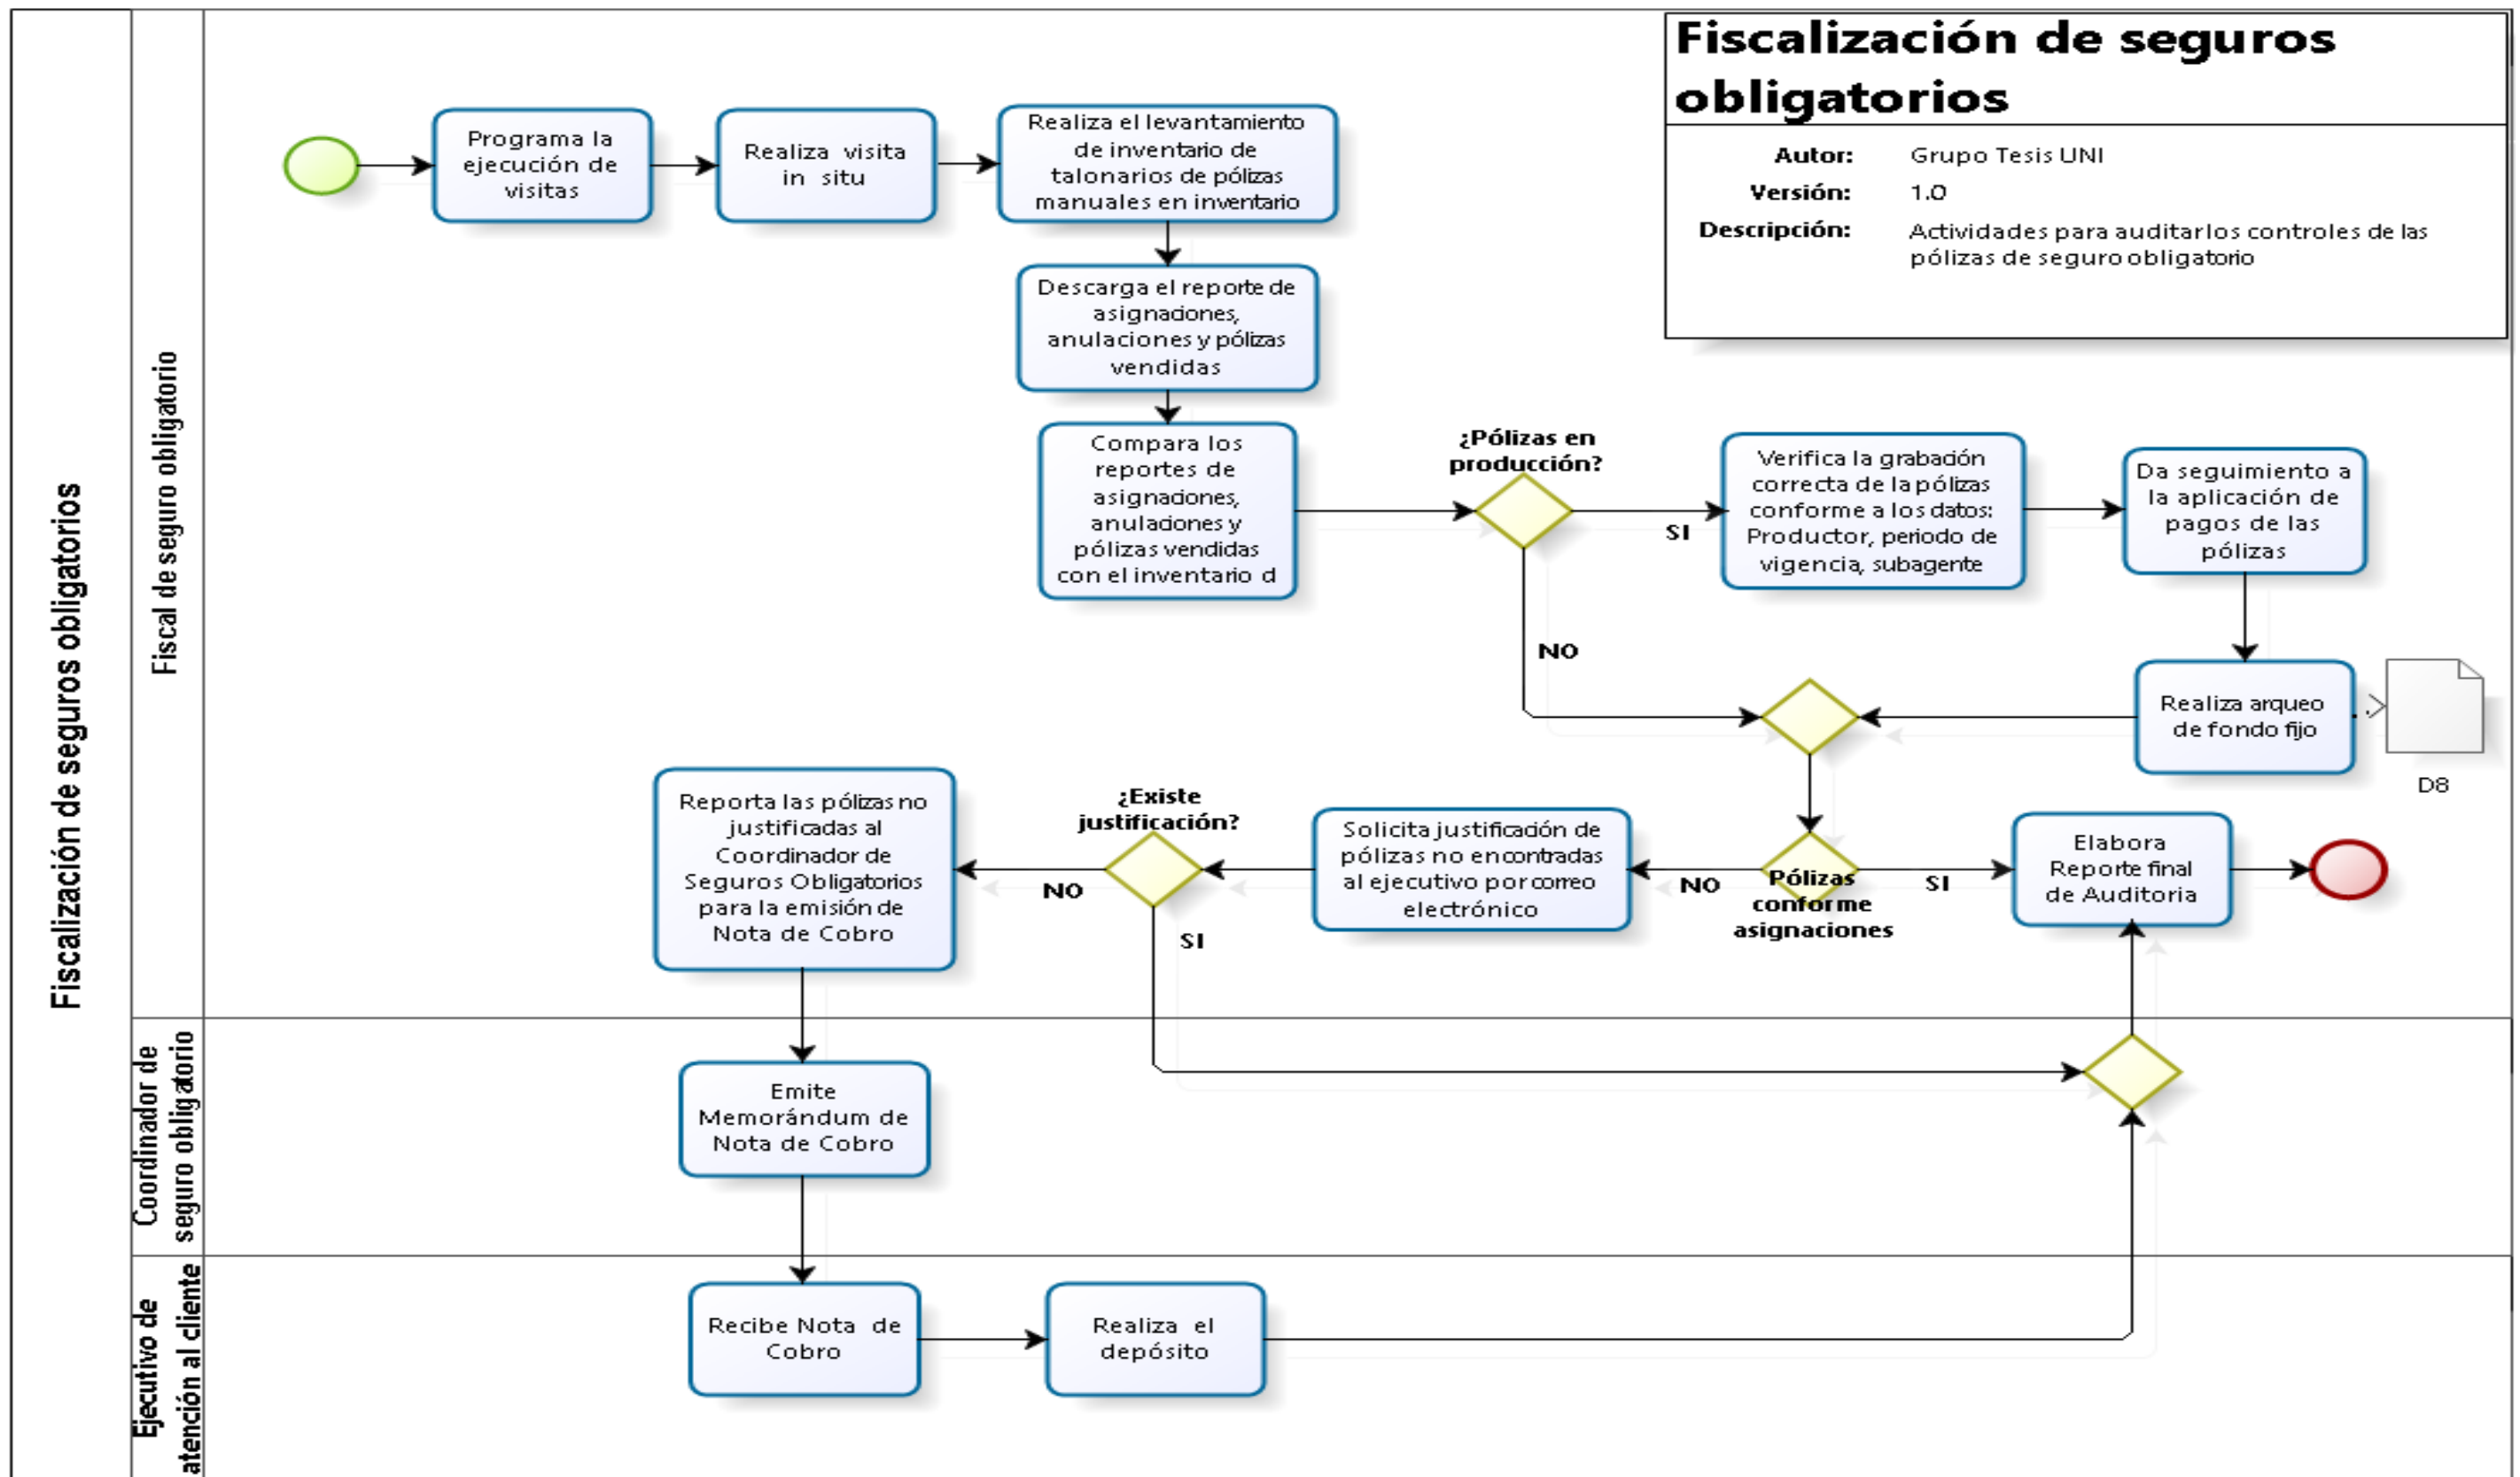 Fiscalización de seguros
obligatorios
Autor: Grupo Tesis UNI
Versión: 1.0
Descripción: Actividades para auditar los controles de las
pólizas de seguro obligatorio
Fiscalización de seguros obligatorios
Fiscal de seguro obligatorio
Programa la
ejecución de
visitas
Realiza visita
in situ
Realiza el levantamiento
de inventario de
talonarios de pólizas
manuales en inventario
Descarga el reporte de
asignaciones,
anulaciones y pólizas
vendidas
Compara los
reportes de
asignaciones,
anulaciones y
pólizas vendidas
con el inventario d
¿Pólizas en
producción?
SI
NO
Verifica la grabación
correcta de la pólizas
conforme a los datos:
Productor, periodo de
vigencia, subagente
Da seguimiento a
la aplicación de
pagos de las
pólizas
Realiza arqueo
de fondo fijo
D8
Pólizas
conforme
asignaciones
SI
NO
Elabora
Reporte final
de Auditoria
Solicita justificación de
pólizas no encontradas
al ejecutivo por correo
electrónico
¿Existe
justificación?
NO
SI
Reporta las pólizas no
justificadas al
Coordinador de
Seguros Obligatorios
para la emisión de
Nota de Cobro
Coordinador de
seguro obligatorio
Emite
Memorándum de
Nota de Cobro
Ejecutivo de
atención al cliente
Recibe Nota de
Cobro
Realiza el
depósito